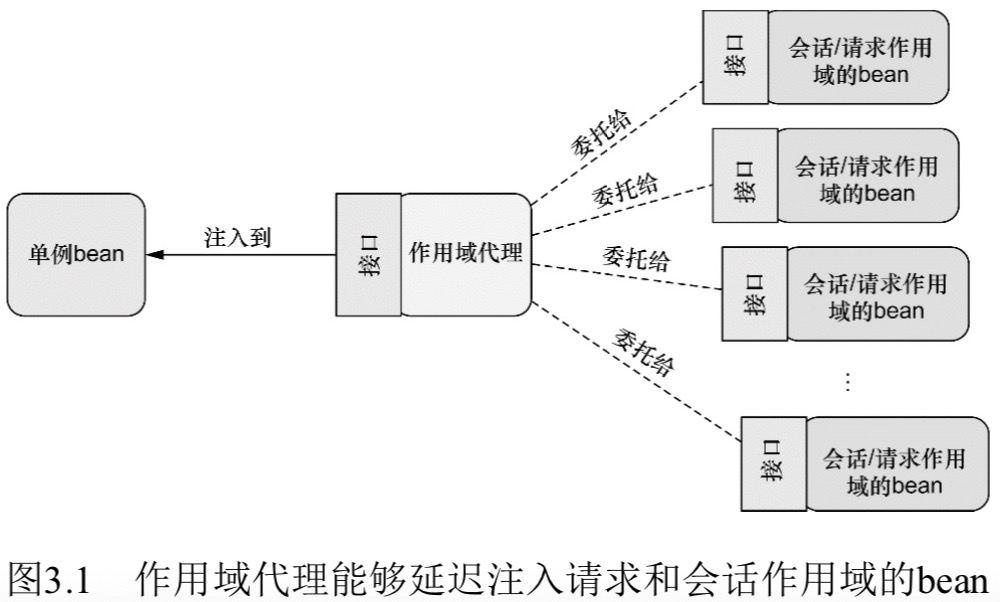 接口
会话/请求作用
域的bean
委托给
接口
会话/请求作用
域的bean
委托给
单例bean
注入到
接口
作用域代理
委托给
接口
会话/请求作用
域的bean
委托给
⋮
接口
会话/请求作用
域的bean
图3.1 作用域代理能够延迟注入请求和会话作用域的bean